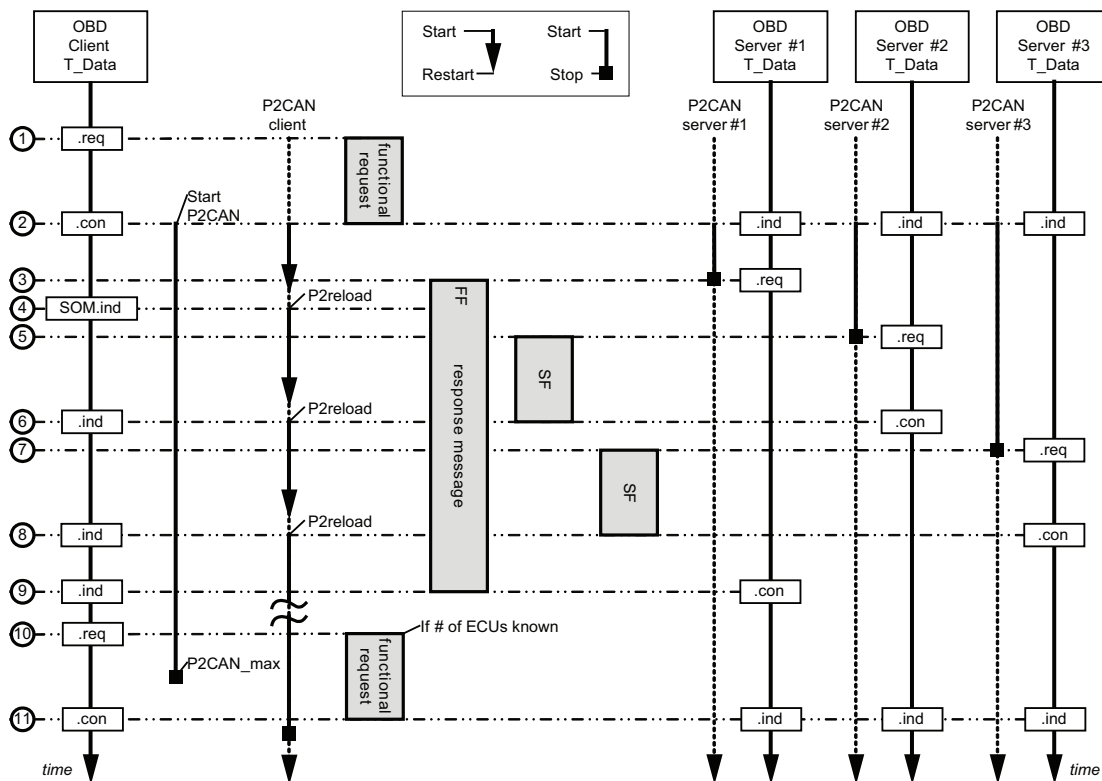 OBD
Client
T_Data
Start
Restart
Start
Stop
OBD
Server #1
T_Data
OBD
Server #2
T_Data
OBD
Server #3
T_Data
P2CAN
client
P2CAN
server #1
P2CAN
server #2
P2CAN
server #3
1
.req
functional
request
Start
P2CAN
2
.con
.ind
.ind
.ind
3
.req
FF
response message
4
SOM.ind
P2reload
5
.req
SF
6
.ind
P2reload
.con
7
.req
SF
8
.ind
P2reload
.con
9
.ind
.con
10
.req
If # of ECUs known
functional
request
P2CAN_max
11
.con
.ind
.ind
.ind
time
time